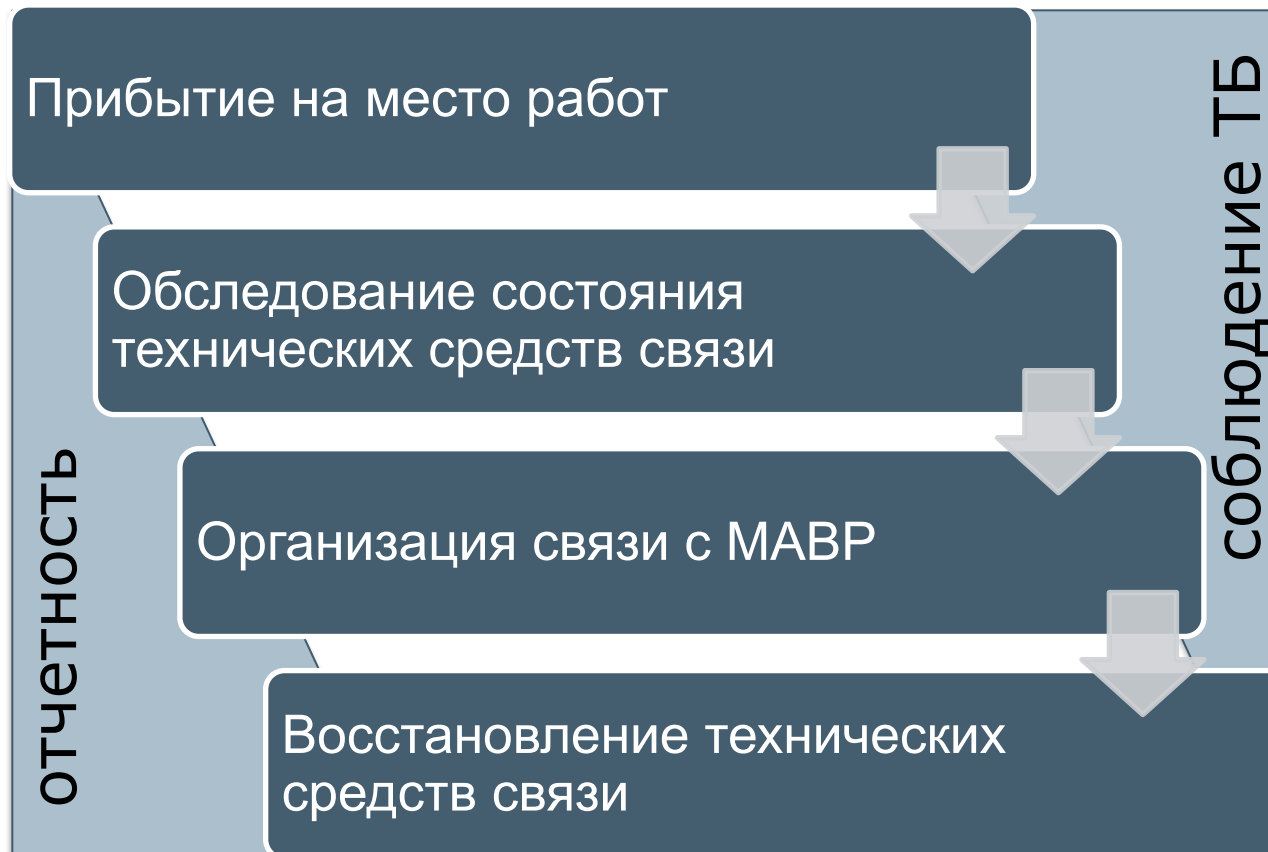 Прибытие на место работ
Обследование состояния
технических средств связи
Организация связи с МАВР
Восстановление технических
средств связи
отчетность
соблюдение ТБ